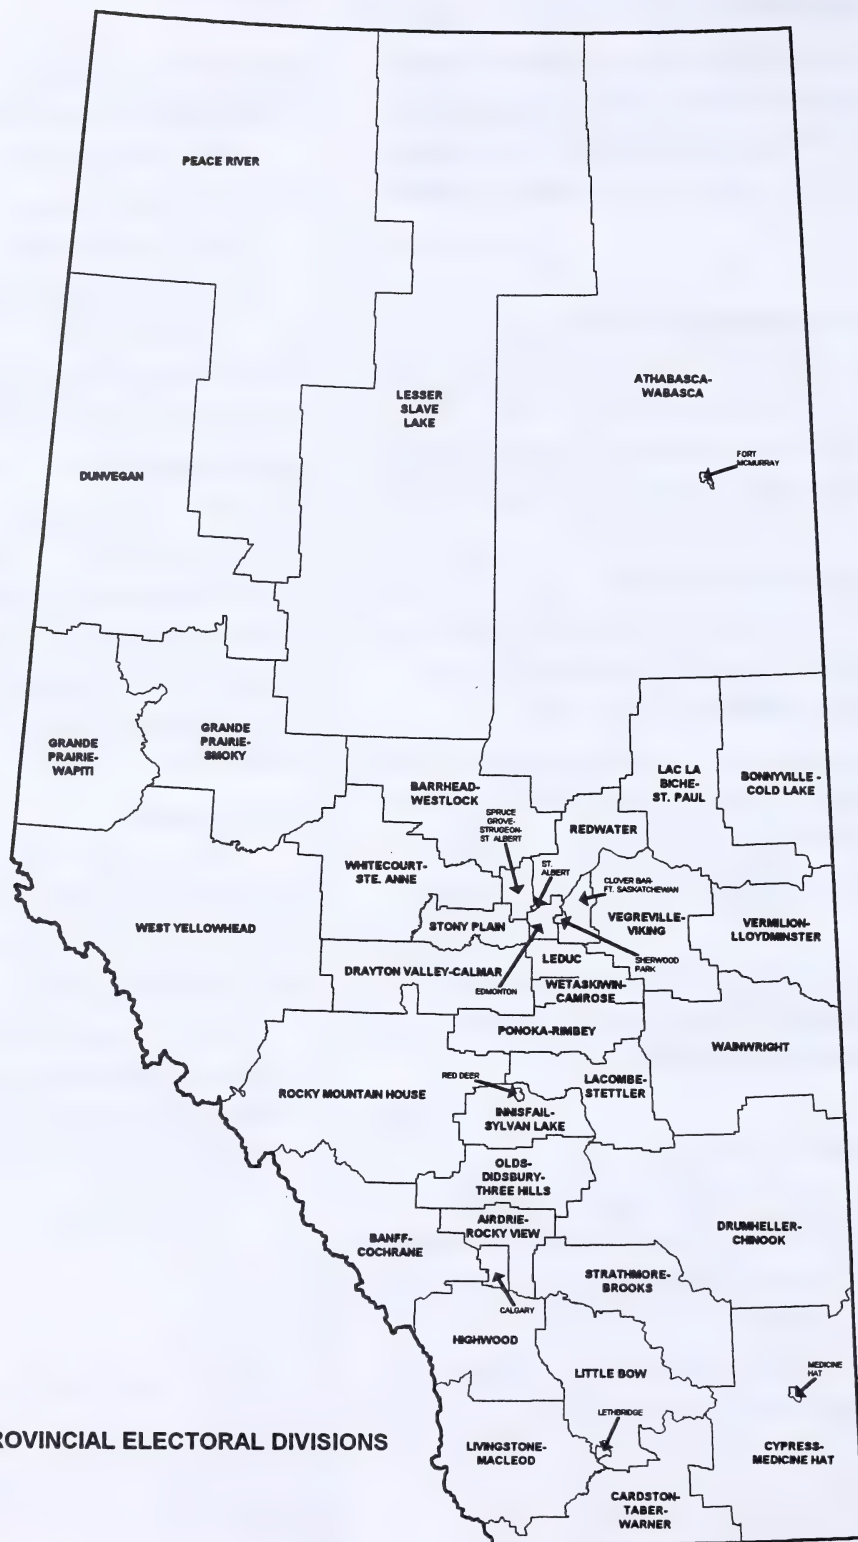 PEACE RIVER
LESSER
SLAVE
LAKE
ATHABASCA-
WABASCA
FORT
MCMURRAY
DUNVEGAN
GRANDE
PRAIRIE-
WAPITI
GRANDE
PRAIRIE-
SMOKY
BARRHEAD-
WESTLOCK
LAC LA
BICHE-
ST. PAUL
BONNYVILLE -
COLD LAKE
SPRUCE
GROVE-
STRUGEON-
ST ALBERT
REDWATER
WHITECOURT-
STE. ANNE
ST.
ALBERT
CLOVER BAR-
FT. SASKATCHEWAN
WEST YELLOWHEAD
STONY PLAIN
VEGREVILLE-
VIKING
VERMILION-
LLOYDMINSTER
DRAYTON VALLEY-CALMAR
LEDUC
SHERWOOD
PARK
EDMONTON
WETASKIWIN-
CAMROSE
PONOKA-RIMBEY
WAINWRIGHT
ROCKY MOUNTAIN HOUSE
RED DEER
LACOMBE-
STETTLER
INNISFAIL-
SYLVAN LAKE
OLDS-
DIDSBURY-
THREE HILLS
BANFF-
COCHRANE
AIRDRIE-
ROCKY VIEW
DRUMHELLER-
CHINOOK
STRATHMORE-
BROOKS
CALGARY
HIGHWOOD
LITTLE BOW
MEDICINE
HAT
LETHBRIDGE
ROVINCIAL ELECTORAL DIVISIONS
LIVINGSTONE-
MACLEOD
CYPRESS-
MEDICINE HAT
CARDSTON-
TABER-
WARNER